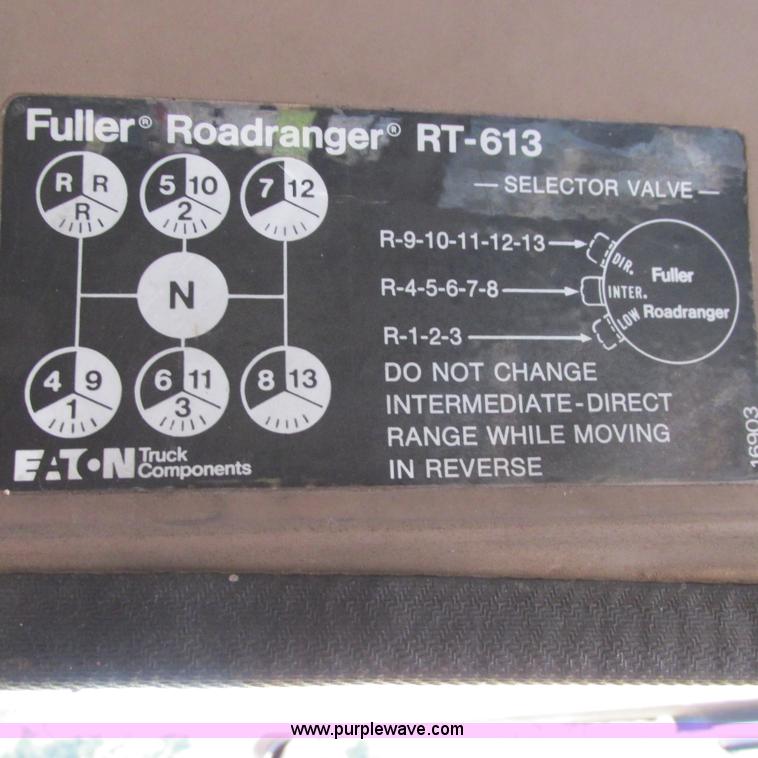 Fuller® Roadranger® RT-613
R R R
5 10 2
7 12
N
4 9 1
6 11 3
8 13
EATON Truck Components
— SELECTOR VALVE —
R-9-10-11-12-13
R-4-5-6-7-8
R-1-2-3
DIR.
INTER.
LOW
Fuller
Roadranger
DO NOT CHANGE
INTERMEDIATE-DIRECT
RANGE WHILE MOVING
IN REVERSE
16903
www.purplewave.com